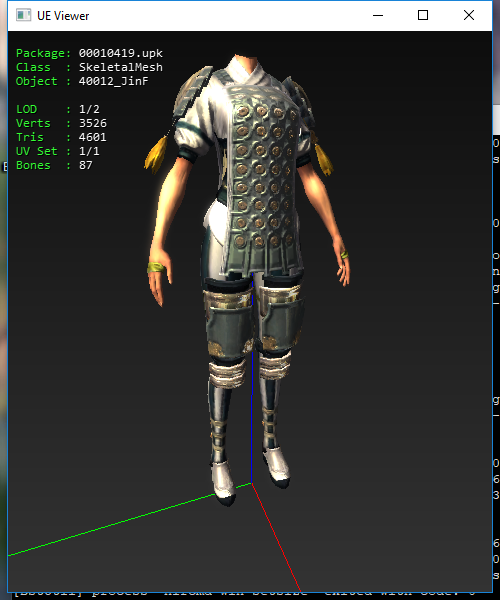 UE Viewer
Package: 00010419.upk
Class : SkeletalMesh
Object : 40012_JinF
LOD : 1/2
Verts : 3526
Tris : 4601
UV Set : 1/1
Bones : 87